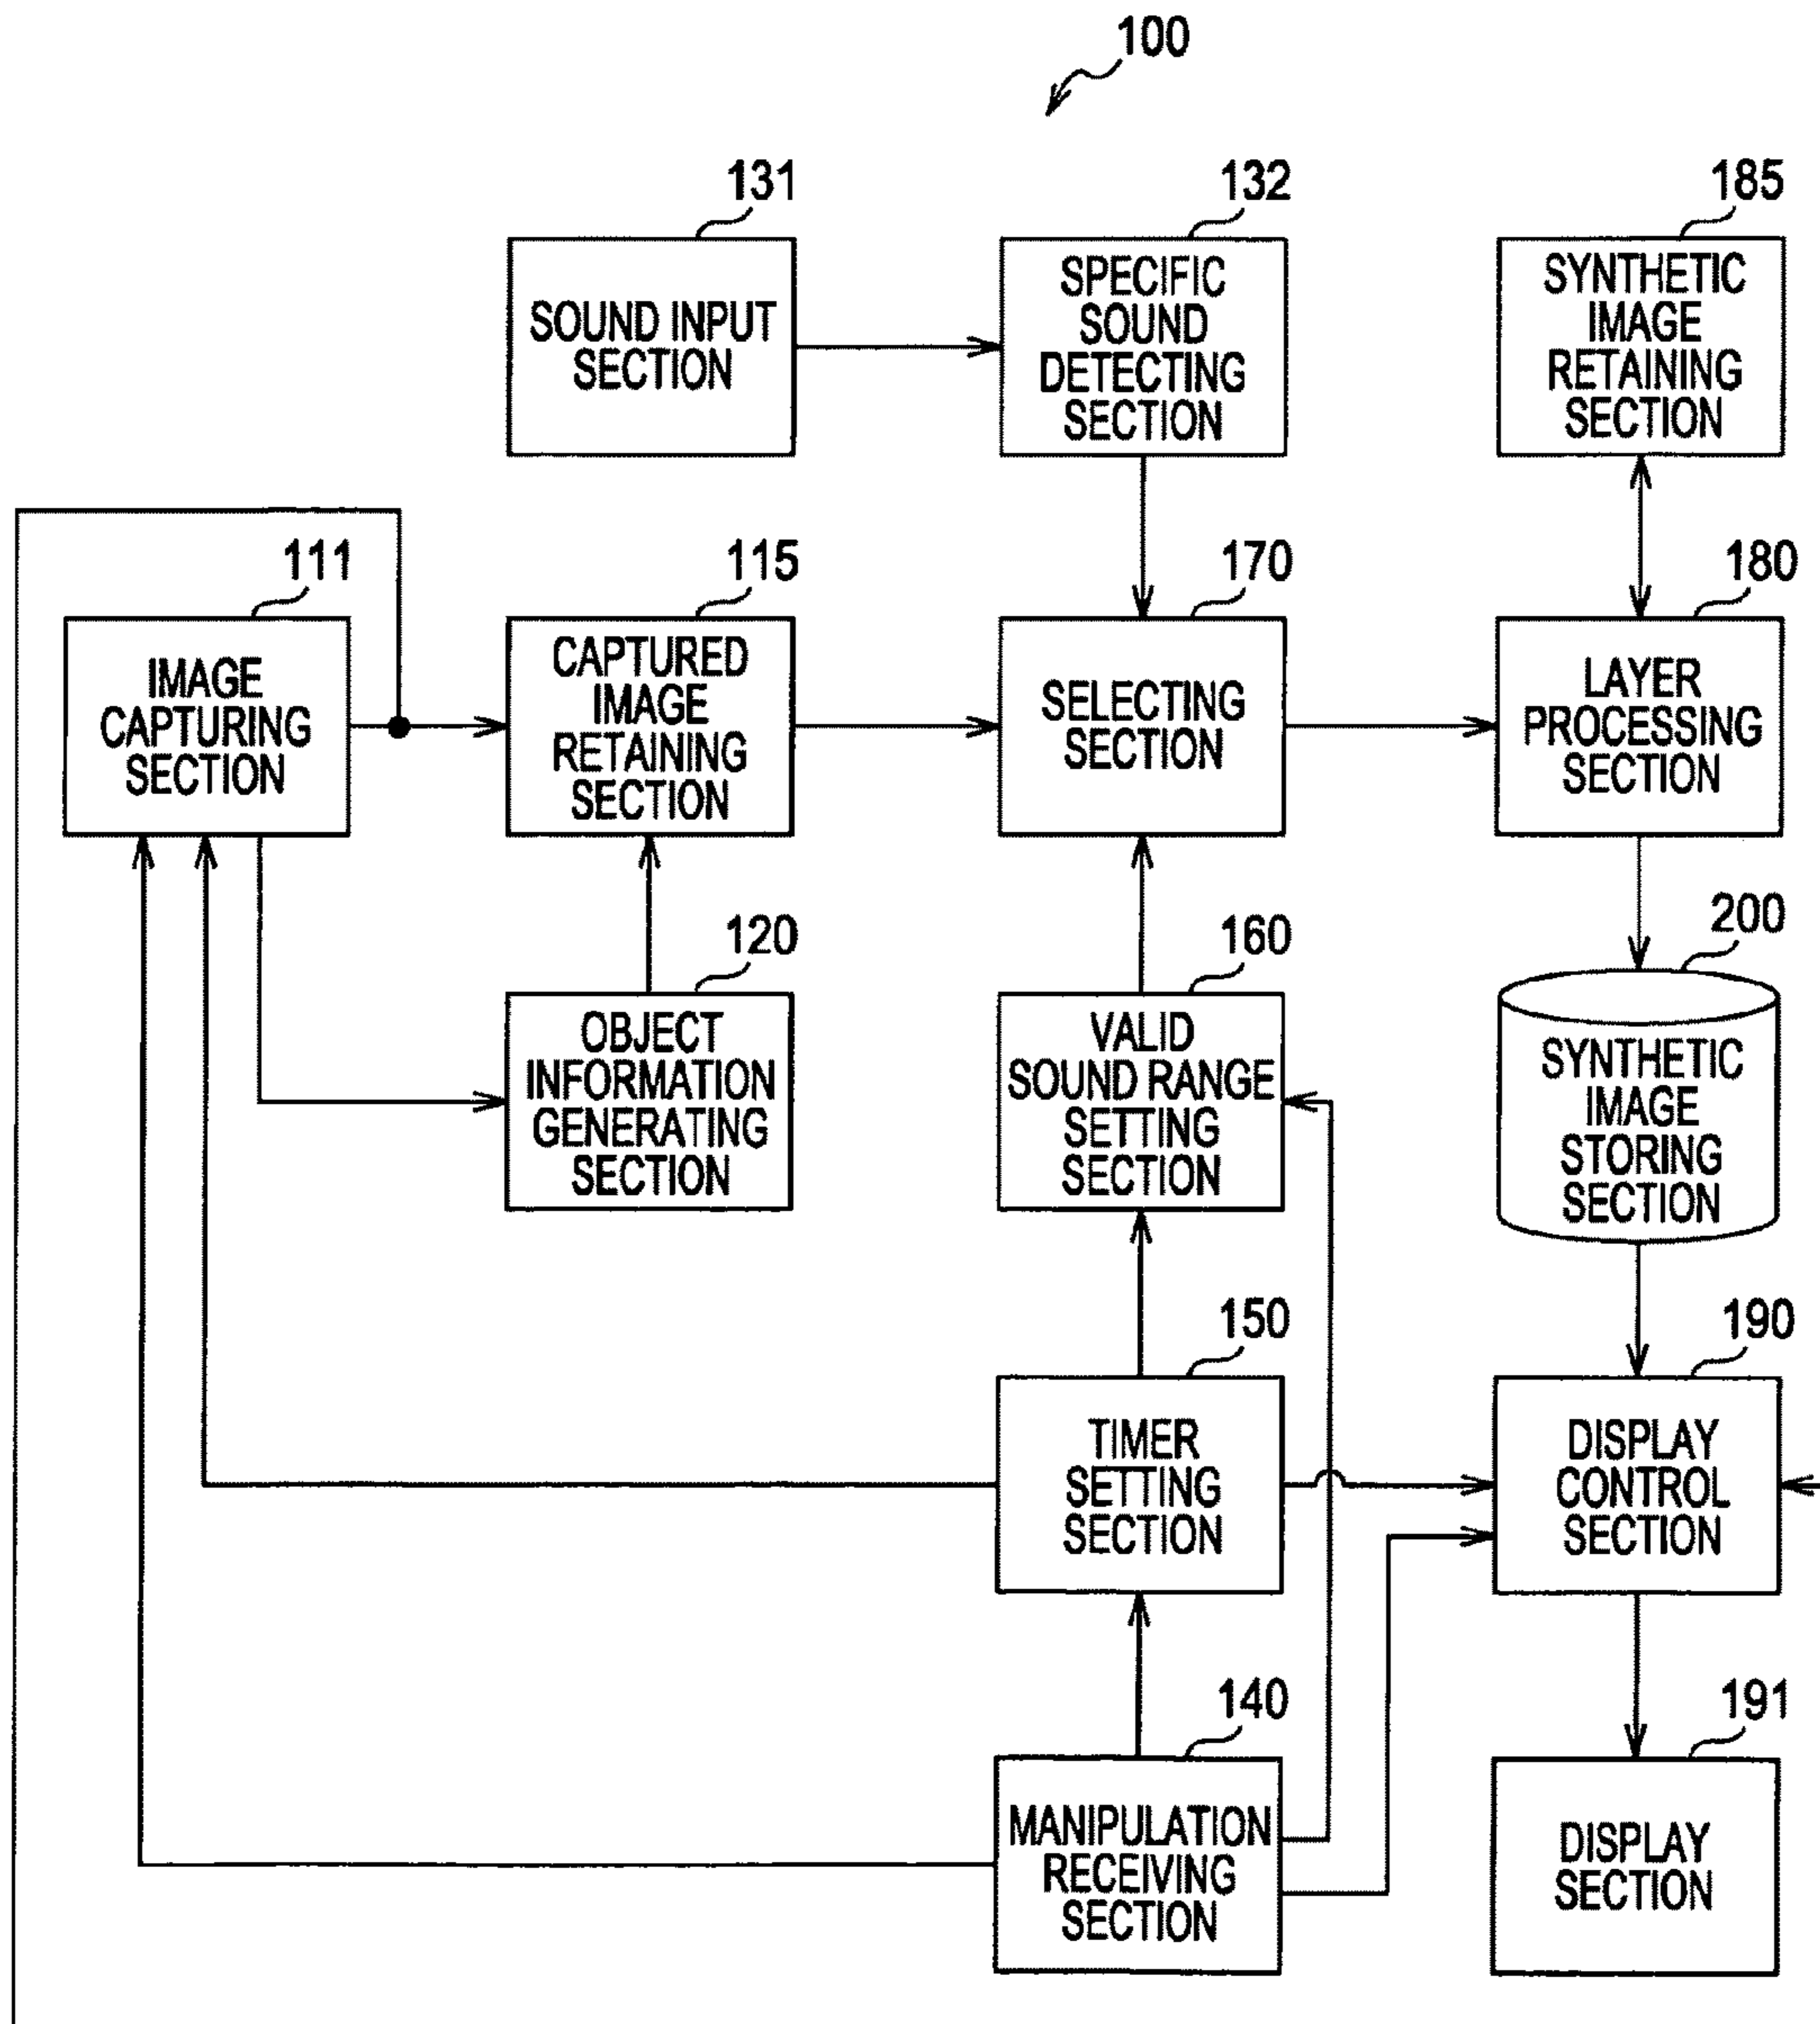 100
131
SOUND INPUT
SECTION
132
SPECIFIC
SOUND
DETECTING
SECTION
185
SYNTHETIC
IMAGE
RETAINING
SECTION
111
IMAGE
CAPTURING
SECTION
115
CAPTURED
IMAGE
RETAINING
SECTION
170
SELECTING
SECTION
180
LAYER
PROCESSING
SECTION
120
OBJECT
INFORMATION
GENERATING
SECTION
160
VALID
SOUND RANGE
SETTING
SECTION
200
SYNTHETIC
IMAGE
STORING
SECTION
150
TIMER
SETTING
SECTION
190
DISPLAY
CONTROL
SECTION
140
MANIPULATION
RECEIVING
SECTION
191
DISPLAY
SECTION